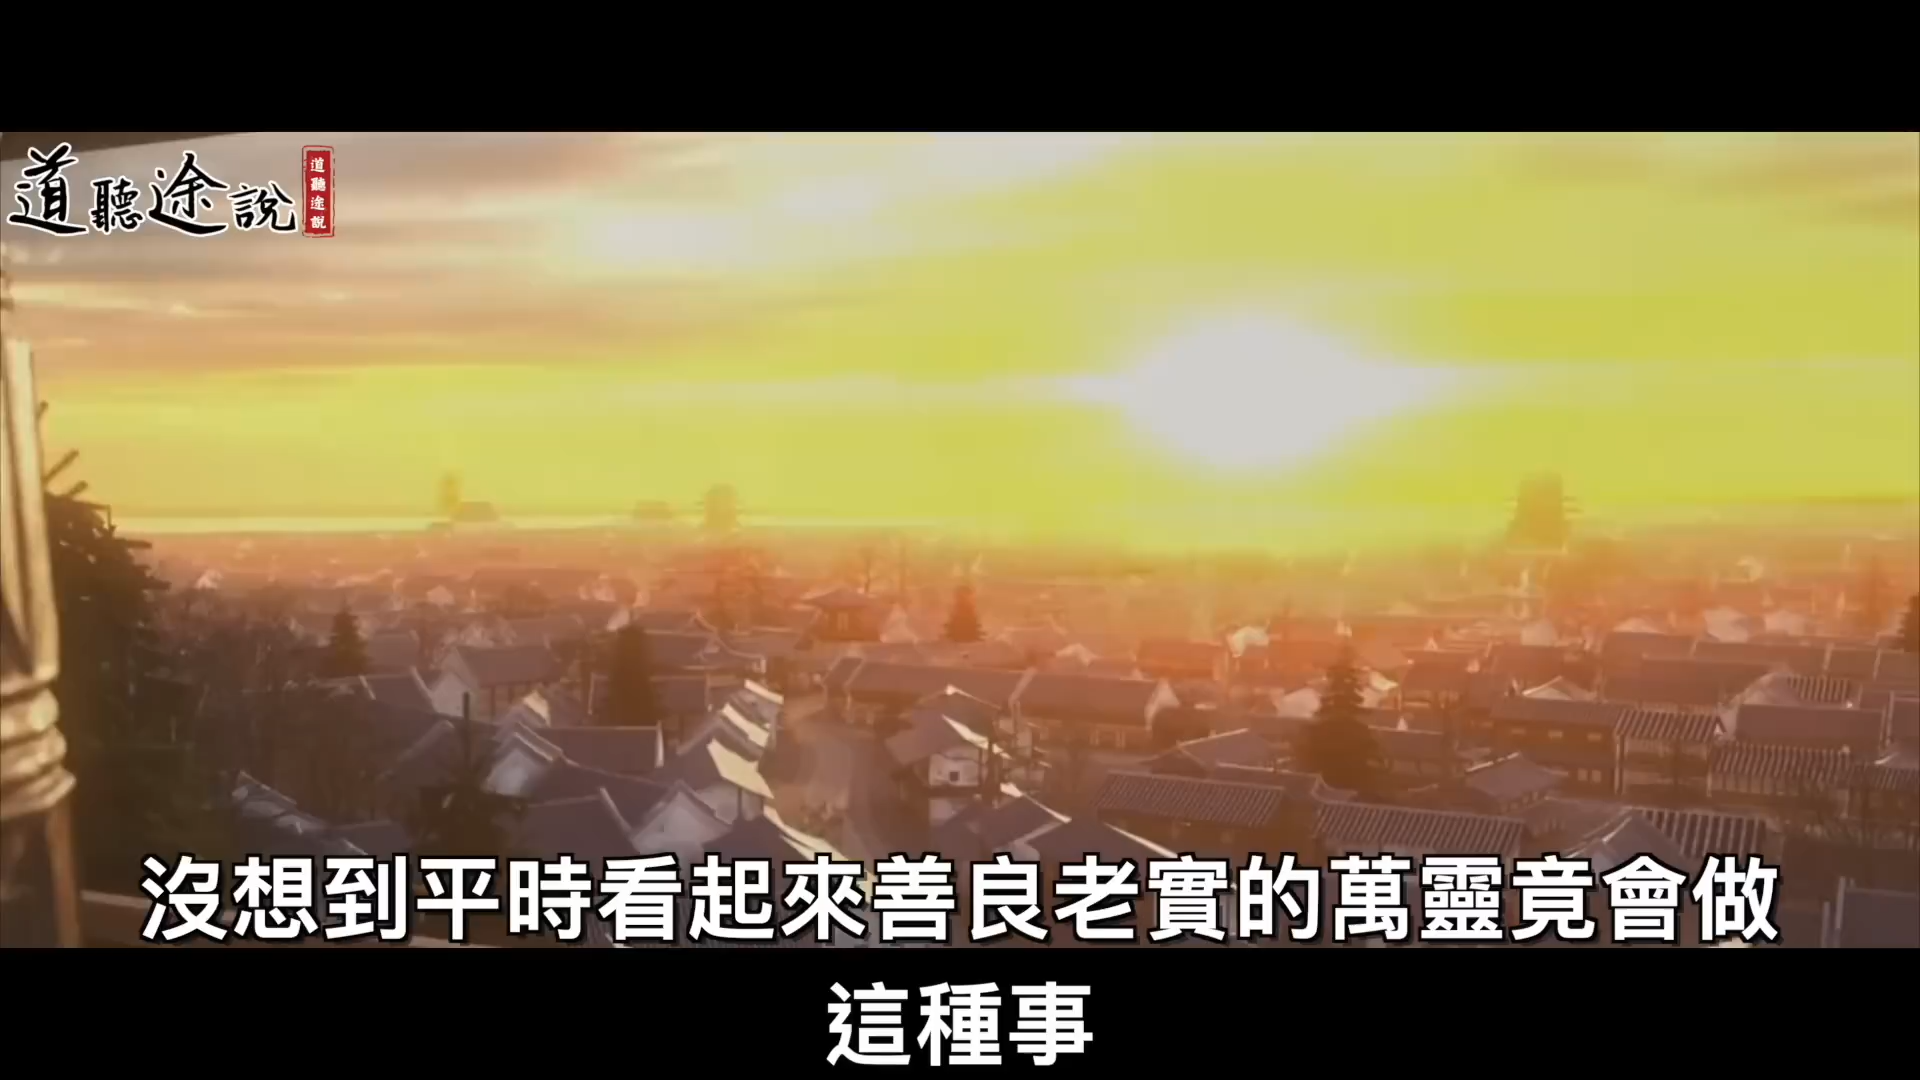 道聽途說
道聽途說
沒想到平時看起來善良老實的萬靈竟會做
這種事